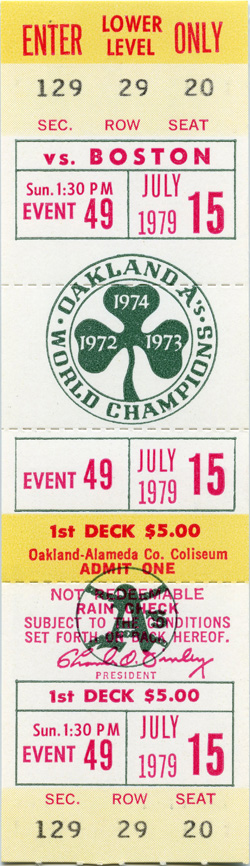 ENTER LOWER LEVEL ONLY
129 29 20
SEC. ROW SEAT
vs. BOSTON
Sun. 1:30 PM
EVENT 49
JULY
1979
15
OAKLAND A's
1974
1972 1973
WORLD CHAMPIONS
EVENT 49
JULY
1979
15
1st DECK $5.00
Oakland-Alameda Co. Coliseum
ADMIT ONE
NOT REDEEMABLE
RAIN CHECK
SUBJECT TO THE CONDITIONS
SET FORTH ON BACK HEREOF.
Charles O. Finley
PRESIDENT
1st DECK $5.00
Sun. 1:30 PM
EVENT 49
JULY
1979
15
SEC. ROW SEAT
129 29 20